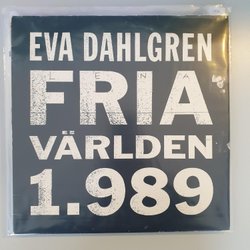 EVA DAHLGREN
FRIA
VÄRLDEN
1.989